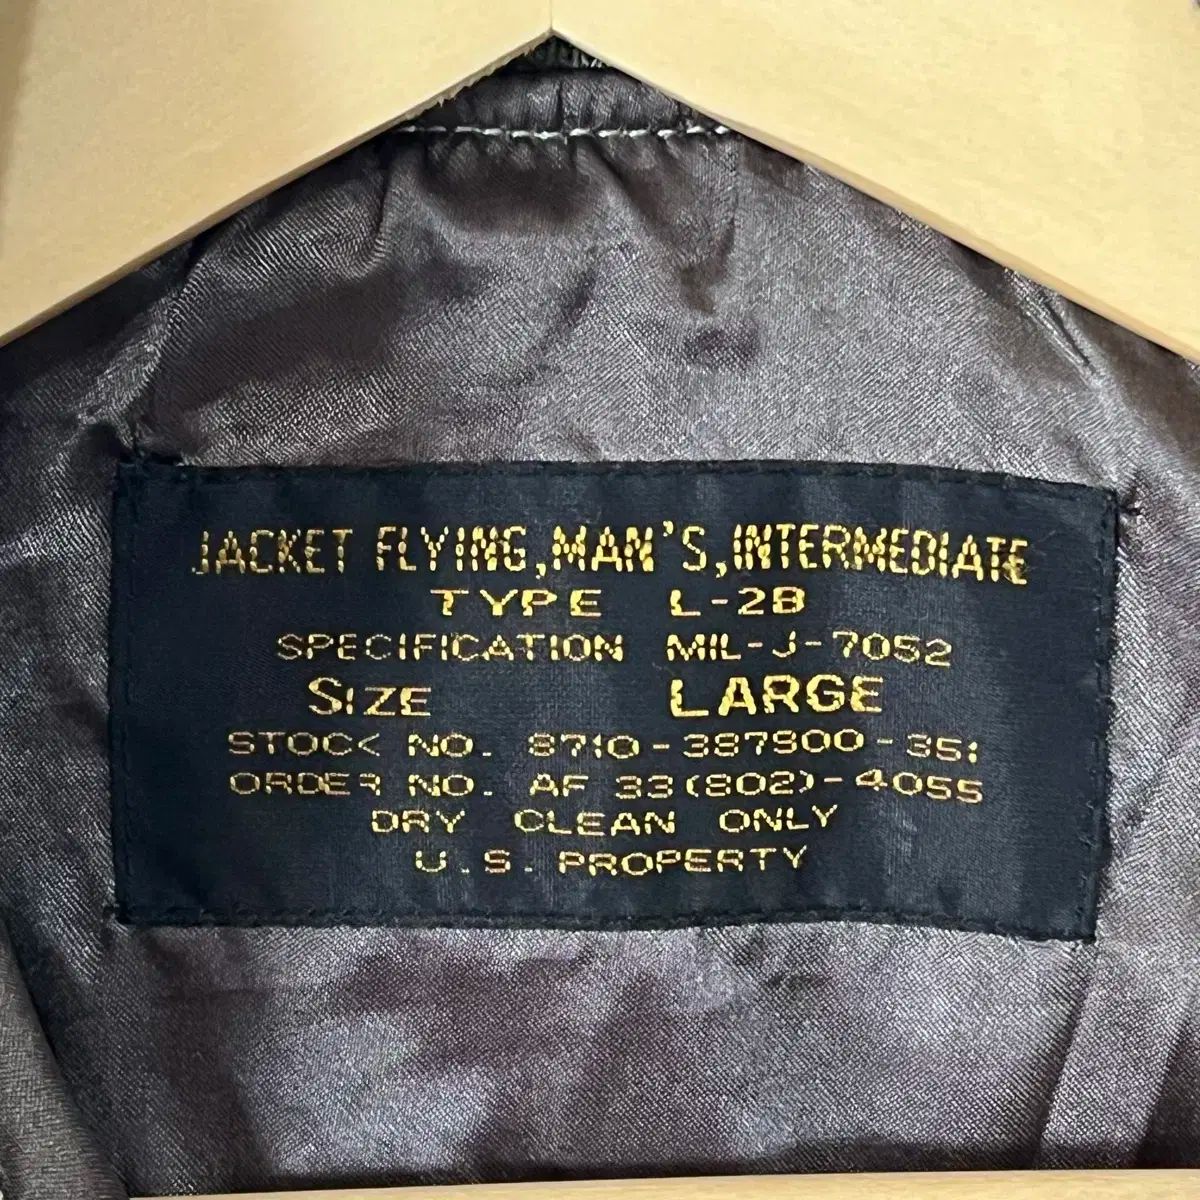 JACKET FLYING,MAN'S,INTERMEDIATE
TYPE L-2B
SPECIFICATION MIL-J-7052
SIZE LARGE
STOCK NO. 8710-397900-351
ORDER NO. AF 33(802)-4055
DRY CLEAN ONLY
U.S. PROPERTY